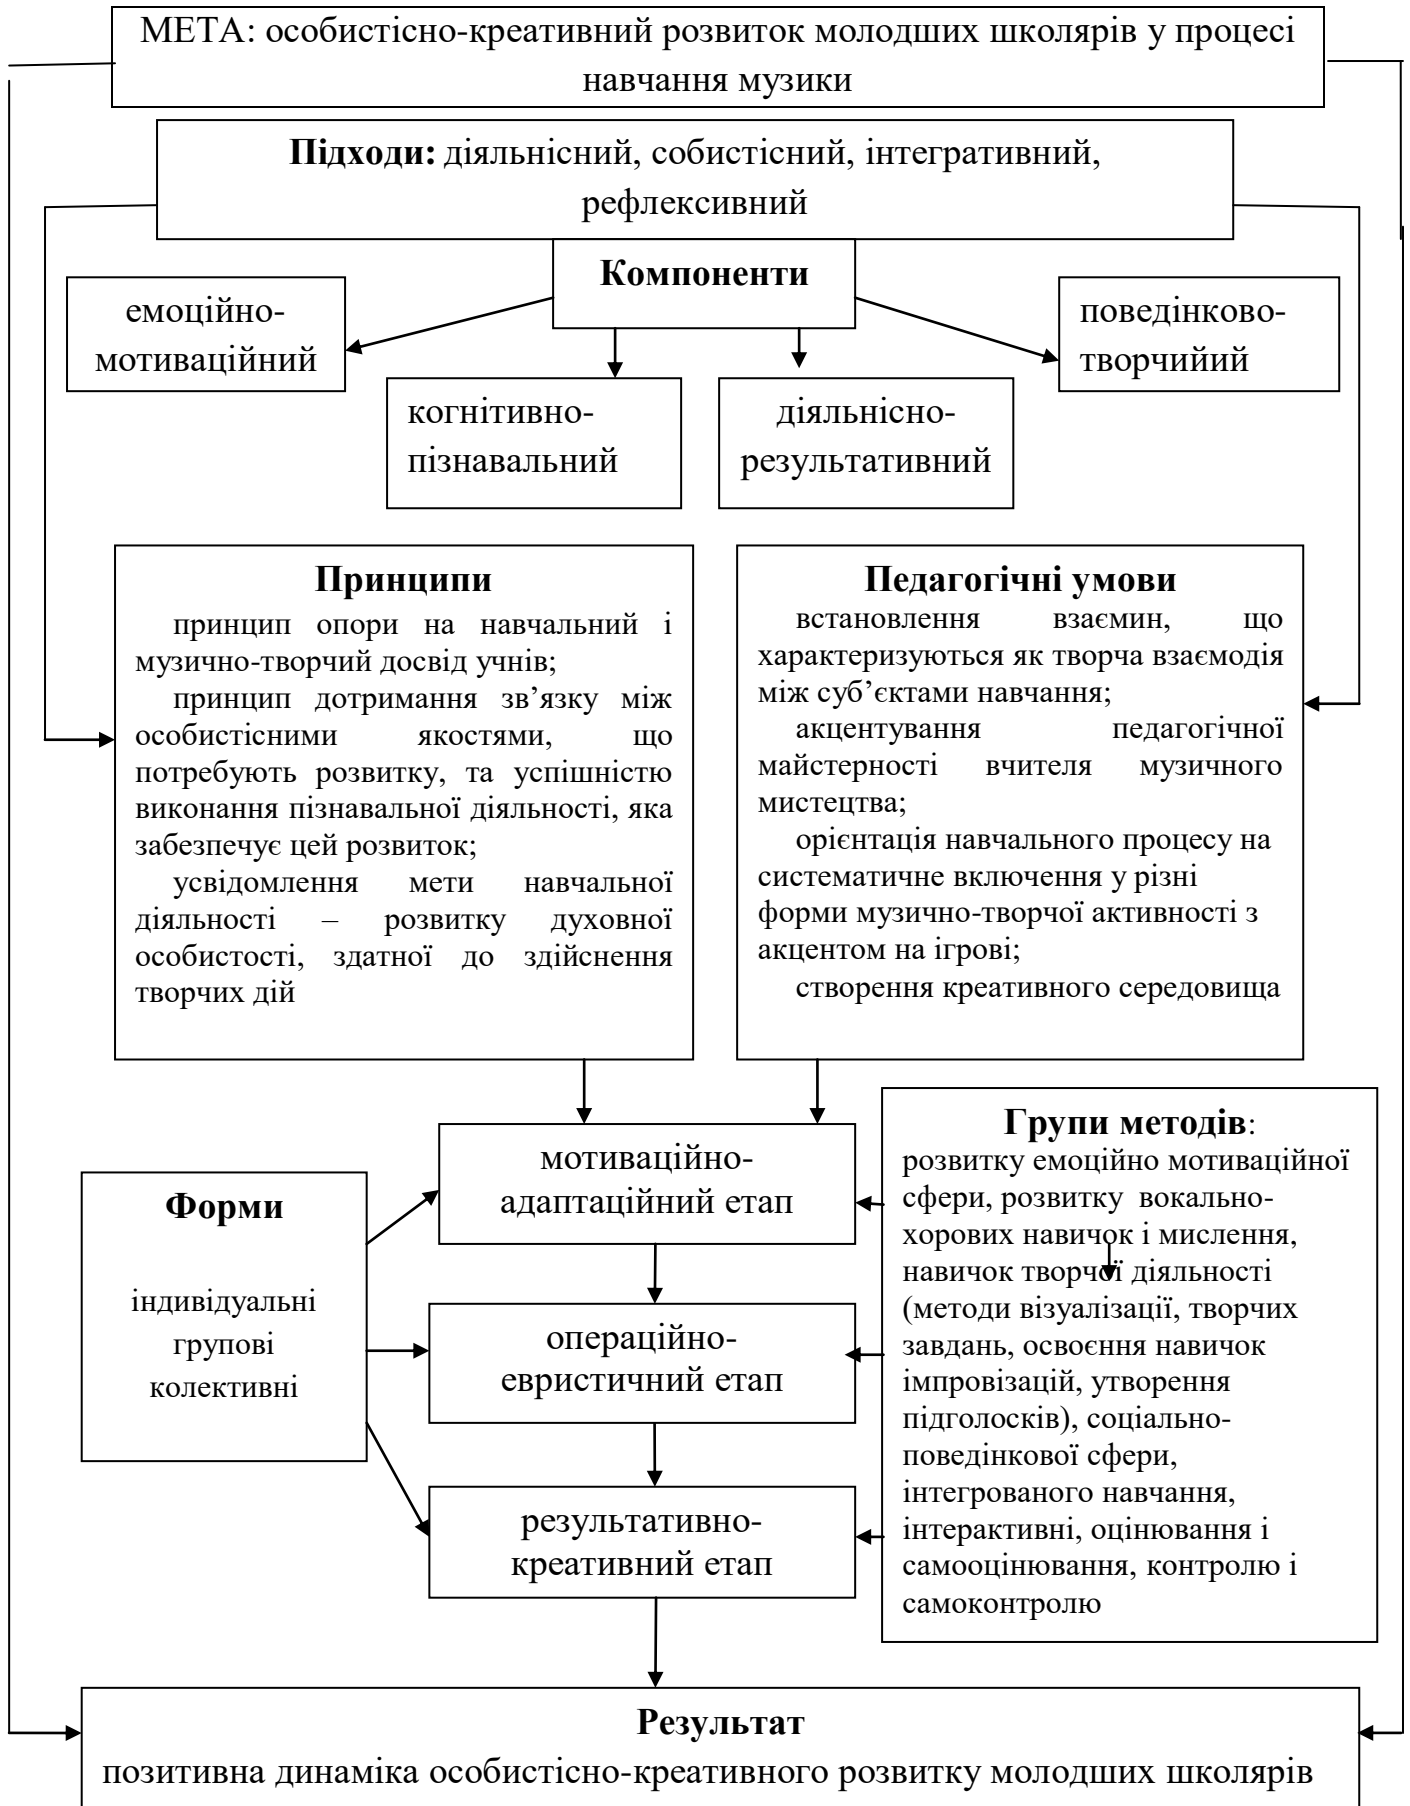 МЕТА: особистісно-креативний розвиток молодших школярів у процесі
навчання музики
Підходи: діяльнісний, собистісний, інтегративний,
рефлексивний
Компоненти
емоційно-
мотиваційний
поведінково-
творчийий
когнітивно-
пізнавальний
діяльнісно-
результативний
Принципи
принцип опори на навчальний і
музично-творчий досвід учнів;
принцип дотримання зв’язку між
особистісними якостями, що
потребують розвитку, та успішністю
виконання пізнавальної діяльності, яка
забезпечує цей розвиток;
усвідомлення мети навчальної
діяльності – розвитку духовної
особистості, здатної до здійснення
творчих дій
Педагогічні умови
встановлення взаємин, що
характеризуються як творча взаємодія
між суб’єктами навчання;
акцентування педагогічної
майстерності вчителя музичного
мистецтва;
орієнтація навчального процесу на
систематичне включення у різні
форми музично-творчої активності з
акцентом на ігрові;
створення креативного середовища
Форми
індивідуальні
групові
колективні
мотиваційно-
адаптаційний етап
операційно-
евристичний етап
результативно-
креативний етап
Групи методів:
розвитку емоційно мотиваційної
сфери, розвитку вокально-
хорових навичок і мислення,
навичок творчої діяльності
(методи візуалізації, творчих
завдань, освоєння навичок
імпровізацій, утворення
підголосків), соціально-
поведінкової сфери,
інтегрованого навчання,
інтерактивні, оцінювання і
самооцінювання, контролю і
самоконтролю
Результат
позитивна динаміка особистісно-креативного розвитку молодших школярів